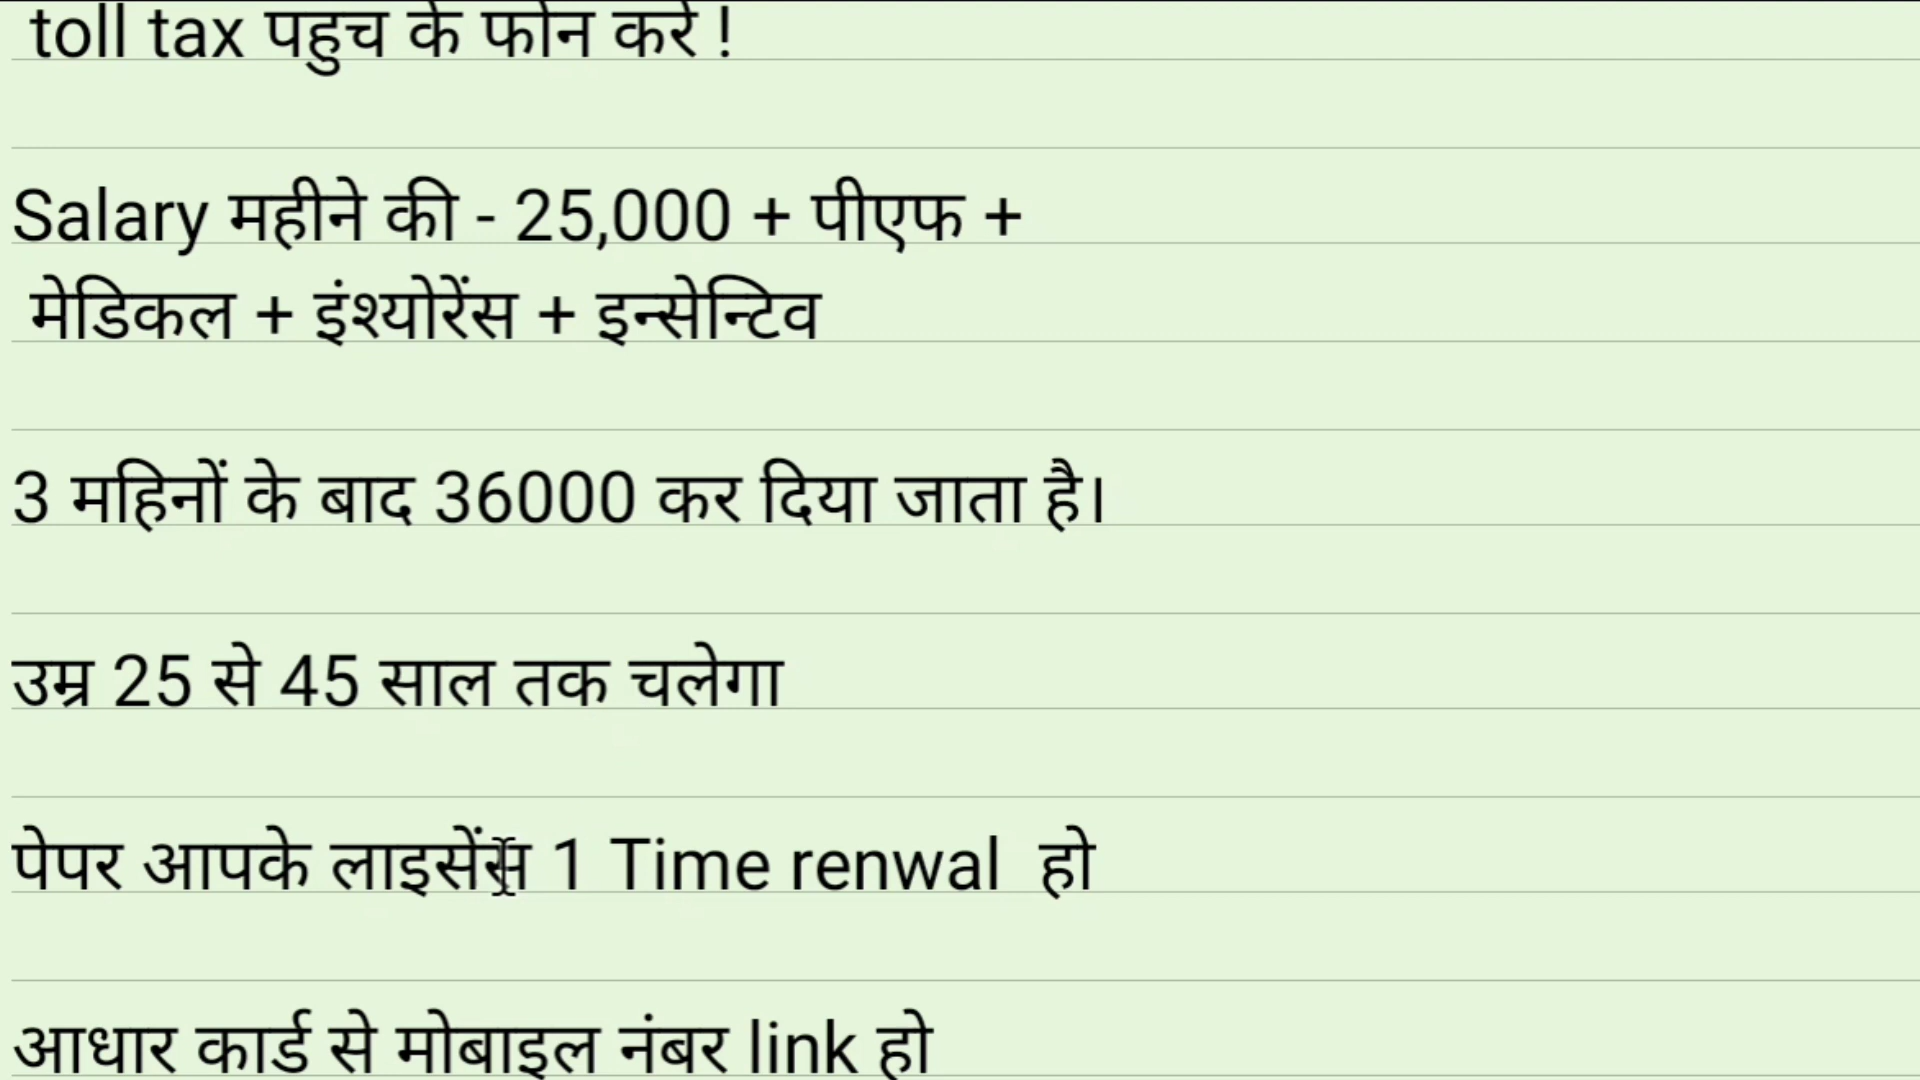 toll tax पहुच के फोन करे !
Salary महीने की - 25,000 + पीएफ +
मेडिकल + इंश्योरेंस + इन्सेन्टिव
3 महिनों के बाद 36000 कर दिया जाता है।
उम्र 25 से 45 साल तक चलेगा
पेपर आपके लाइसेंस 1 Time renwal हो
आधार कार्ड से मोबाइल नंबर link हो